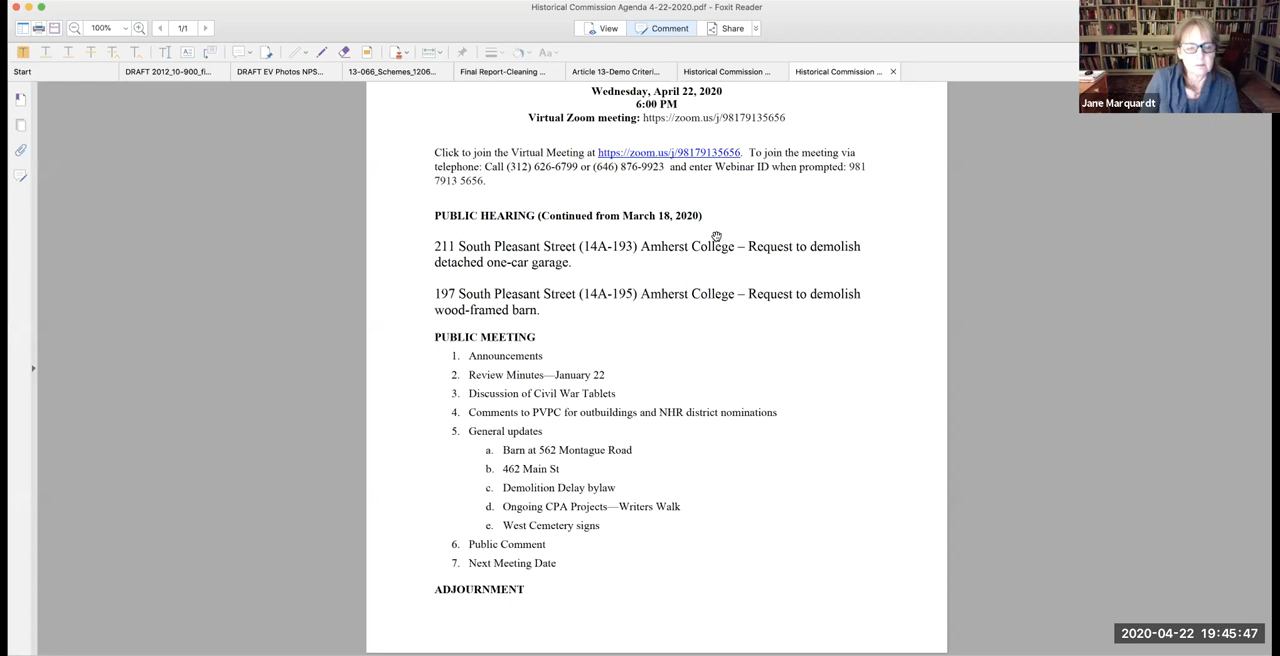 Historical Commission Agenda 4-22-2020.pdf - Foxit Reader
100%
1/1
View
Comment
Share
Start
DRAFT 2012_10-900_fi...
DRAFT EV Photos NPS...
13-066_Schemes_1206...
Final Report-Cleaning ...
Article 13-Demo Criteri...
Historical Commission ...
Historical Commission ...
Jane Marquardt
Wednesday, April 22, 2020
6:00 PM
Virtual Zoom meeting: https://zoom.us/j/98179135656
Click to join the Virtual Meeting at https://zoom.us/j/98179135656. To join the meeting via
telephone: Call (312) 626-6799 or (646) 876-9923 and enter Webinar ID when prompted: 981
7913 5656.
PUBLIC HEARING (Continued from March 18, 2020)
211 South Pleasant Street (14A-193) Amherst College – Request to demolish
detached one-car garage.
197 South Pleasant Street (14A-195) Amherst College – Request to demolish
wood-framed barn.
PUBLIC MEETING
1. Announcements
2. Review Minutes—January 22
3. Discussion of Civil War Tablets
4. Comments to PVPC for outbuildings and NHR district nominations
5. General updates
a. Barn at 562 Montague Road
b. 462 Main St
c. Demolition Delay bylaw
d. Ongoing CPA Projects—Writers Walk
e. West Cemetery signs
6. Public Comment
7. Next Meeting Date
ADJOURNMENT
2020-04-22 19:45:47